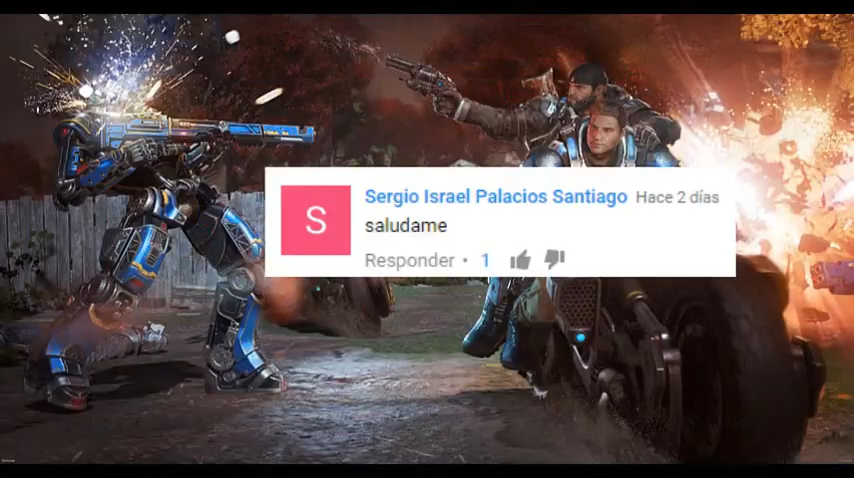 Sergio Israel Palacios Santiago Hace 2 días
saludame
Responder • 1
S